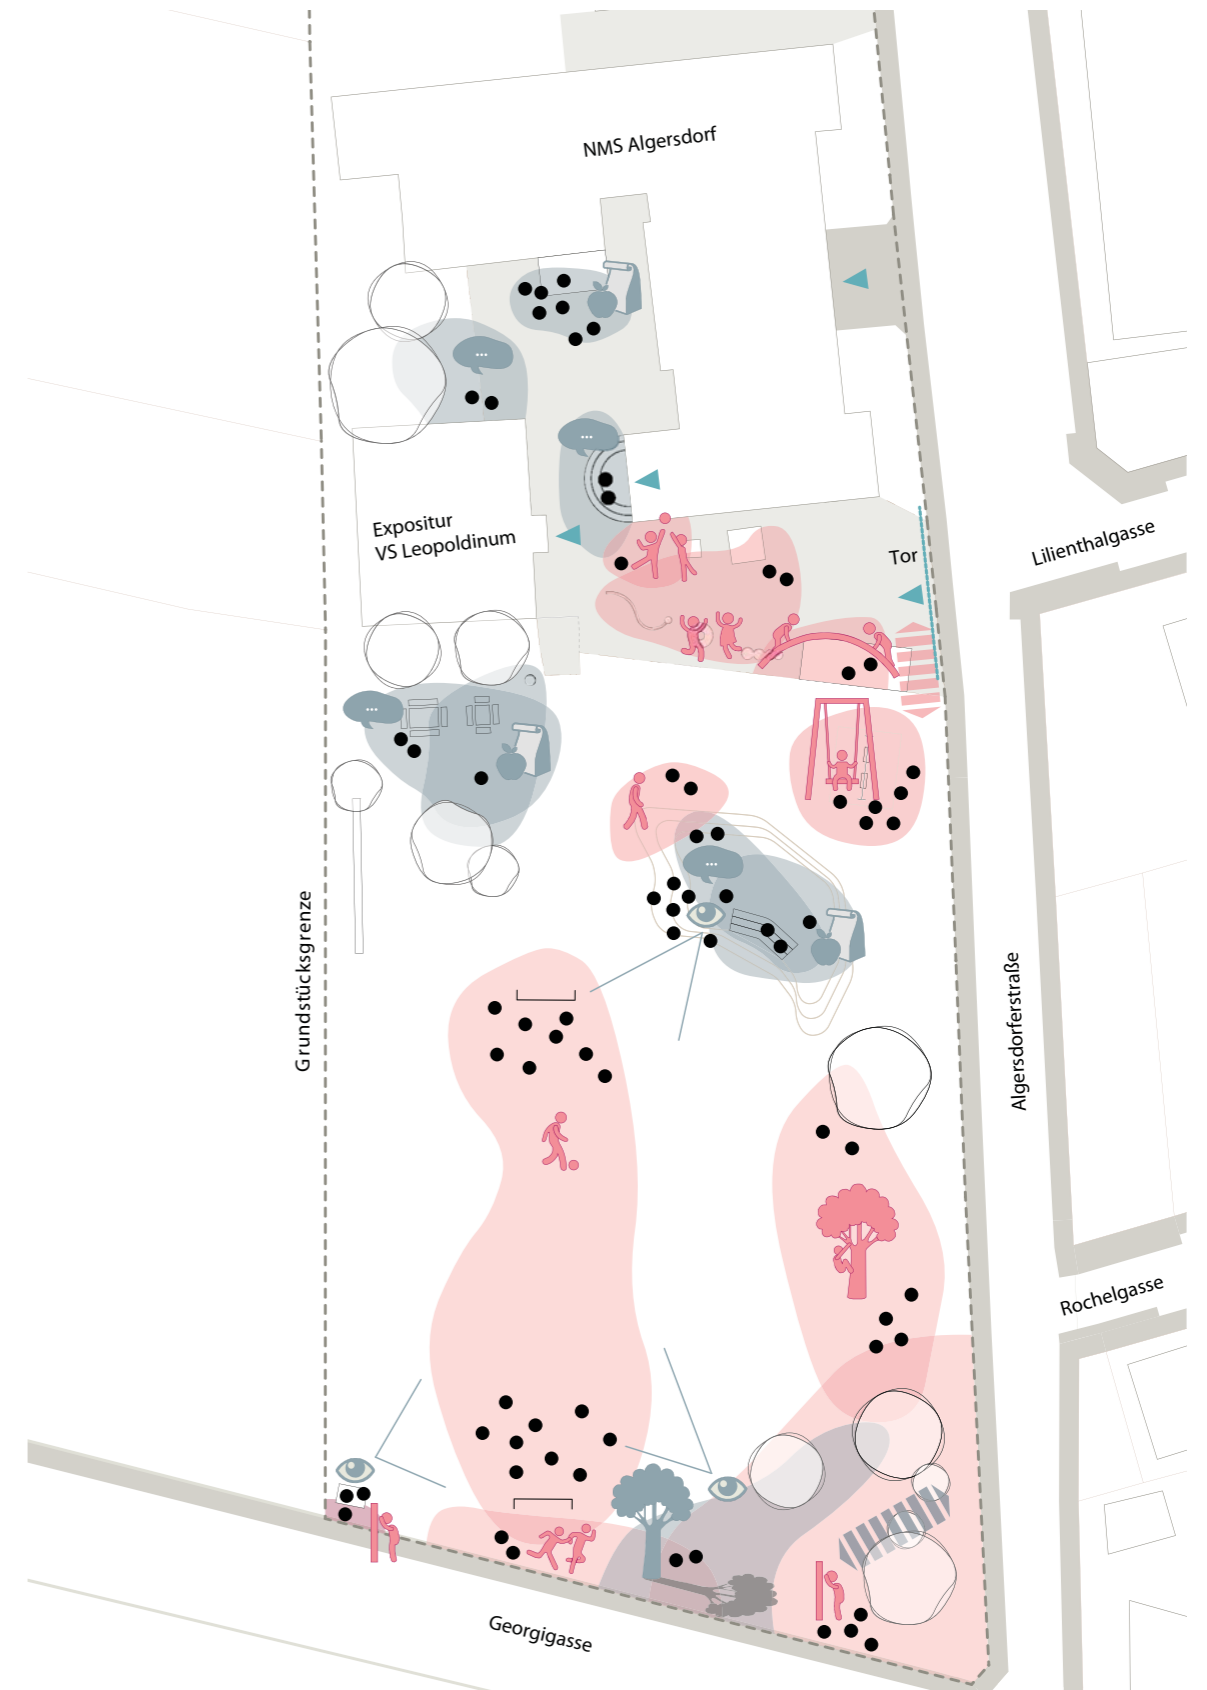 NMS Algersdorf
Expositur
VS Leopoldinum
Tor
Lilienthalgasse
Grundstücksgrenze
Algersdorferstraße
Rochelgasse
Georgigasse